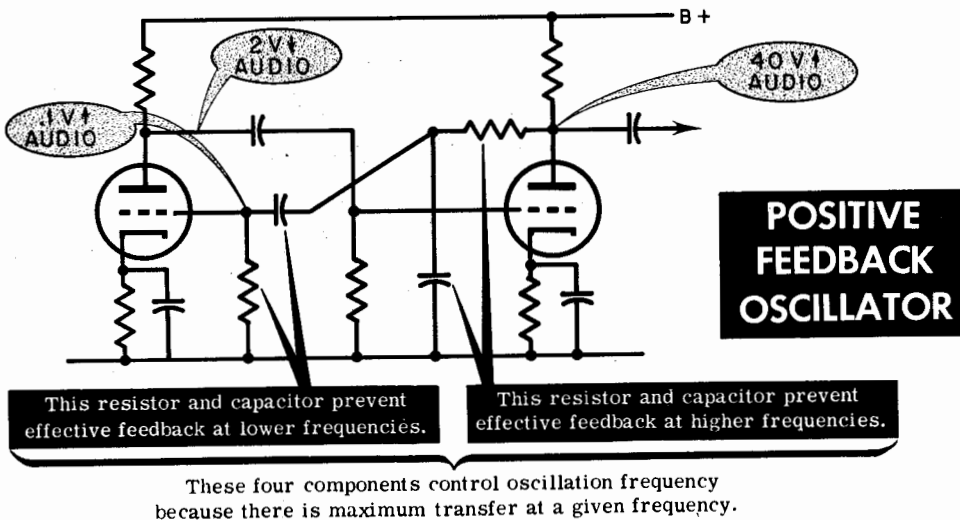 B+
2V↓
AUDIO
40V↑
AUDIO
.1V↑
AUDIO
POSITIVE
FEEDBACK
OSCILLATOR
This resistor and capacitor prevent
effective feedback at lower frequencies.
This resistor and capacitor prevent
effective feedback at higher frequencies.
These four components control oscillation frequency
because there is maximum transfer at a given frequency.